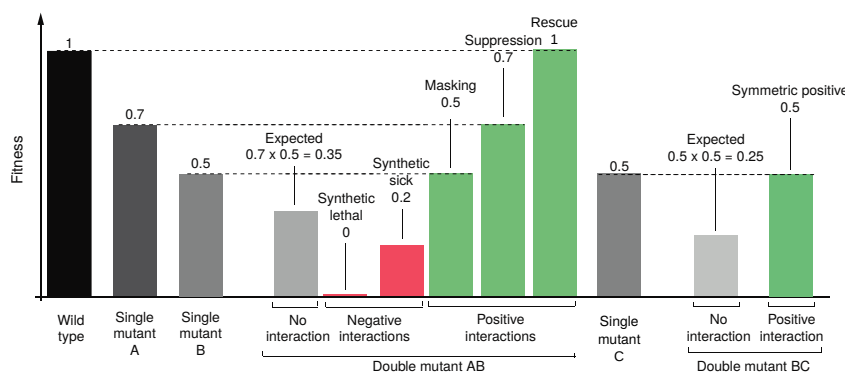 Rescue
1
Suppression
0.7
Masking
0.5
1
0.7
0.5
Expected
0.7 x 0.5 = 0.35
Synthetic
lethal
0
Synthetic
sick
0.2
0.5
Expected
0.5 x 0.5 = 0.25
Symmetric positive
0.5
Fitness
Wild
type
Single
mutant
A
Single
mutant
B
No
interaction
Negative
interactions
Positive
interactions
Double mutant AB
Single
mutant
C
No
interaction
Positive
interaction
Double mutant BC